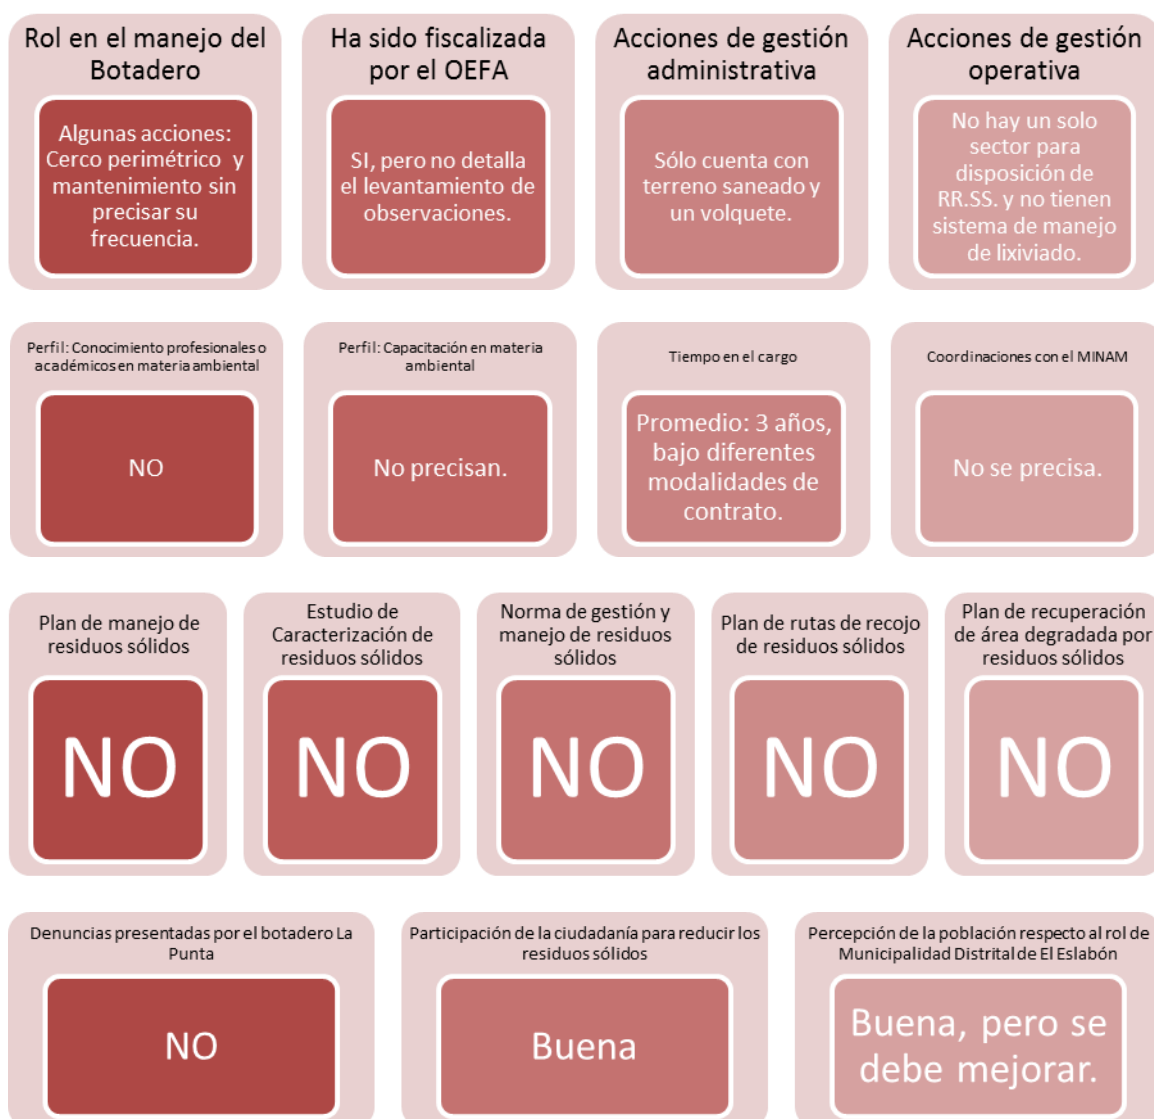 Rol en el manejo del
Botadero
Algunas acciones:
Cerco perimétrico y
mantenimiento sin
precisar su
frecuencia.
Ha sido fiscalizada
por el OEFA
SI, pero no detalla
el levantamiento de
observaciones.
Acciones de gestión
administrativa
Sólo cuenta con
terreno saneado y
un volquete.
Acciones de gestión
operativa
No hay un solo
sector para
disposición de
RR.SS. y no tienen
sistema de manejo
de lixiviado.
Perfil: Conocimiento profesionales o
académicos en materia ambiental
NO
Perfil: Capacitación en materia
ambiental
No precisan.
Tiempo en el cargo
Promedio: 3 años,
bajo diferentes
modalidades de
contrato.
Coordinaciones con el MINAM
No se precisa.
Plan de manejo de
residuos sólidos
NO
Estudio de
Caracterización de
residuos sólidos
NO
Norma de gestión y
manejo de residuos
sólidos
NO
Plan de rutas de recojo
de residuos sólidos
NO
Plan de recuperación
de área degradada por
residuos sólidos
NO
Denuncias presentadas por el botadero La
Punta
NO
Participación de la ciudadanía para reducir los
residuos sólidos
Buena
Percepción de la población respecto al rol de
Municipalidad Distrital de El Eslabón
Buena, pero se
debe mejorar.